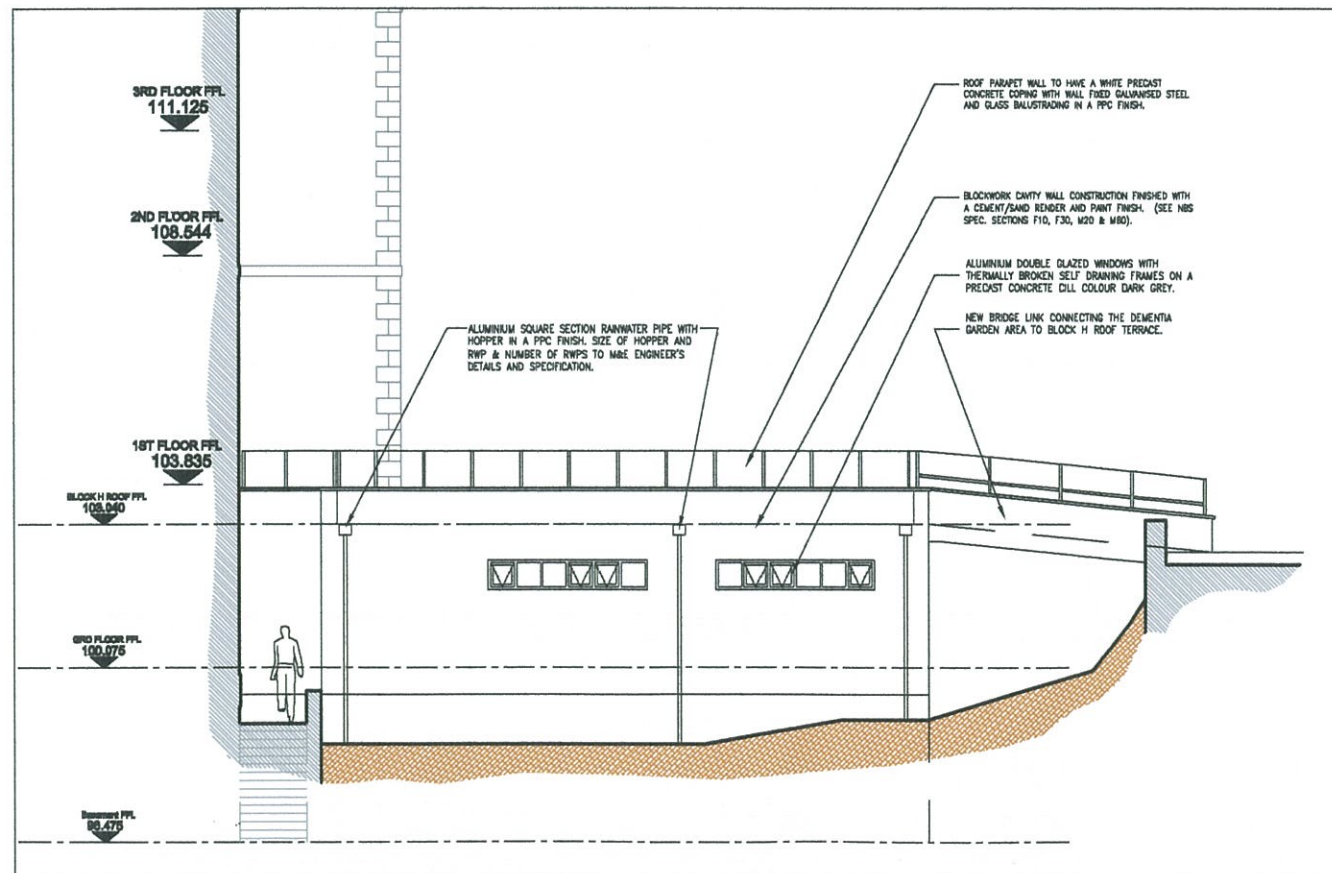 3RD FLOOR FFL
111.125
2ND FLOOR FFL
108.544
1ST FLOOR FFL
103.835
BLOCK H ROOF FFL
103.040
GRD FLOOR FFL
100.075
Basement FFL
96.475
ROOF PARAPET WALL TO HAVE A WHITE PRECAST
CONCRETE COPING WITH WALL FIXED GALVANISED STEEL
AND GLASS BALUSTRADING IN A PPC FINISH.
BLOCKWORK CAVITY WALL CONSTRUCTION FINISHED WITH
A CEMENT/SAND RENDER AND PAINT FINISH. (SEE NBS
SPEC. SECTIONS F10, F30, M20 & M60).
ALUMINIUM DOUBLE GLAZED WINDOWS WITH
THERMALLY BROKEN SELF DRAINING FRAMES ON A
PRECAST CONCRETE CILL COLOUR DARK GREY.
NEW BRIDGE LINK CONNECTING THE DEMENTIA
GARDEN AREA TO BLOCK H ROOF TERRACE.
ALUMINIUM SQUARE SECTION RAINWATER PIPE WITH
HOPPER IN A PPC FINISH. SIZE OF HOPPER AND
RWP & NUMBER OF RWPS TO M&E ENGINEER'S
DETAILS AND SPECIFICATION.